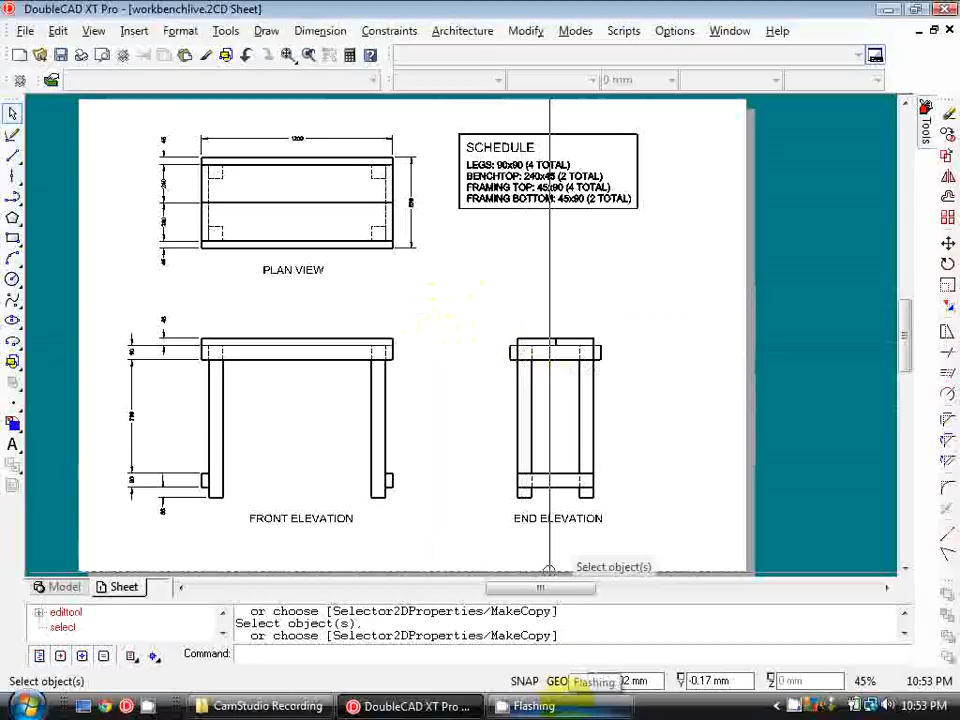 DoubleCAD XT Pro - [workbenchlive.2CD Sheet]
File Edit View Insert Format Tools Draw Dimension Constraints Architecture Modify Modes Scripts Options Window Help
0 mm
Tools
1200
SCHEDULE
LEGS: 90x90 (4 TOTAL)
BENCHTOP: 240x45 (2 TOTAL)
FRAMING TOP: 45x90 (4 TOTAL)
FRAMING BOTTOM: 45x90 (2 TOTAL)
PLAN VIEW
FRONT ELEVATION
END ELEVATION
Select object(s)
Model Sheet
edittool
select
or choose [Selector2DProperties/MakeCopy]
Select object(s),
or choose [Selector2DProperties/MakeCopy]
Command:
Select object(s)
SNAP GEO
Flashing
mm
-0.17 mm
0 mm
45%
10:53 PM
CamStudio Recording
DoubleCAD XT Pro ...
Flashing
10:53 PM